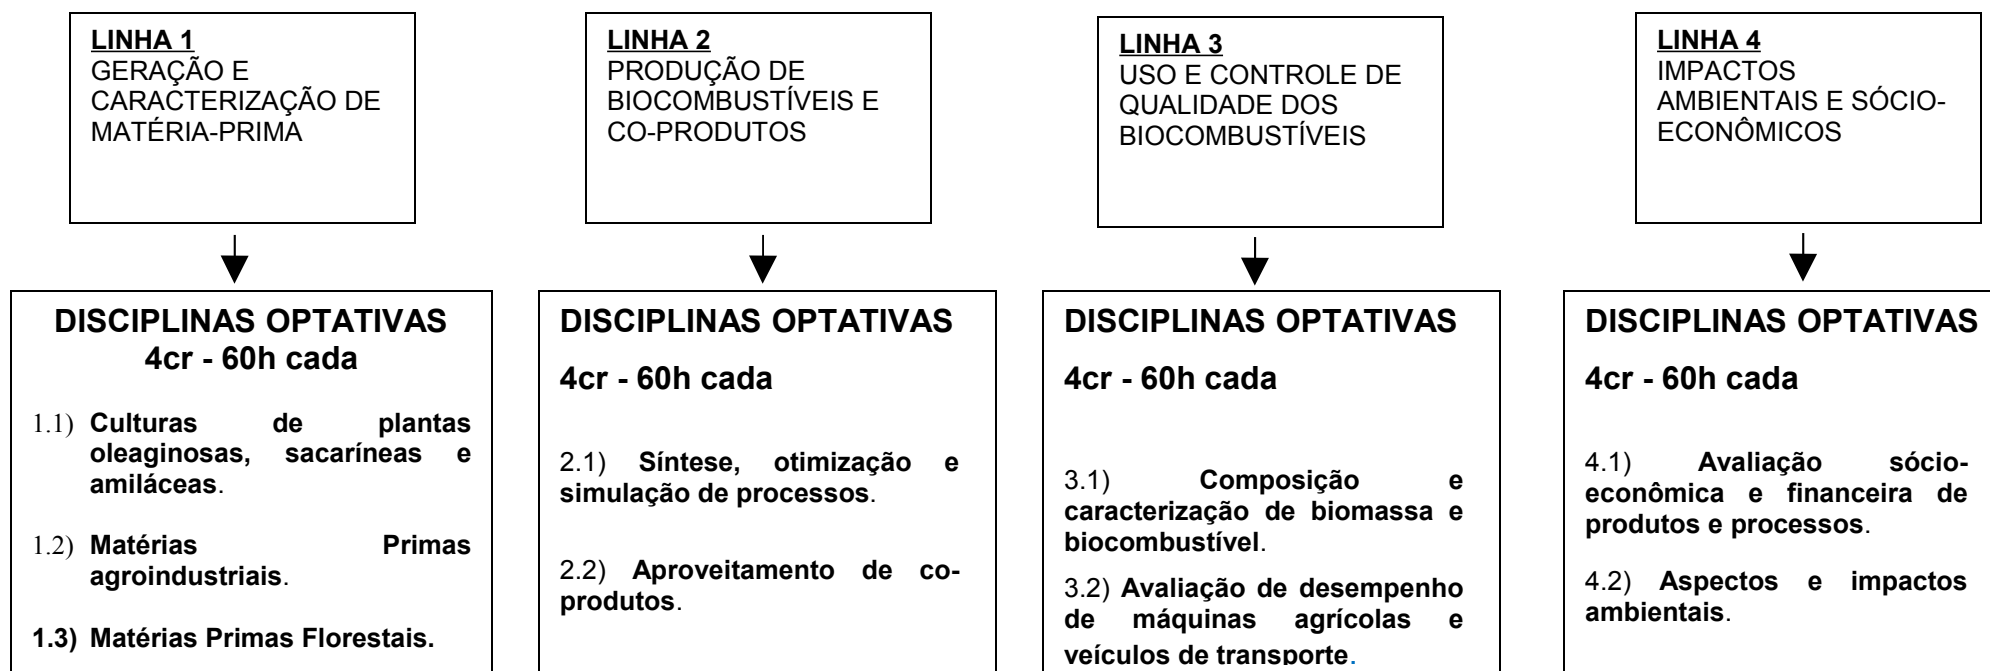 LINHA 1
GERAÇÃO E
CARACTERIZAÇÃO DE
MATÉRIA-PRIMA
LINHA 2
PRODUÇÃO DE
BIOCOMBUSTÍVEIS E
CO-PRODUTOS
LINHA 3
USO E CONTROLE DE
QUALIDADE DOS
BIOCOMBUSTÍVEIS
LINHA 4
IMPACTOS
AMBIENTAIS E SÓCIO-
ECONÔMICOS
DISCIPLINAS OPTATIVAS
4cr - 60h cada
1.1) Culturas de plantas
oleaginosas, sacaríneas e
amiláceas.
1.2) Matérias Primas
agroindustriais.
1.3) Matérias Primas Florestais.
DISCIPLINAS OPTATIVAS
4cr - 60h cada
2.1) Síntese, otimização e
simulação de processos.
2.2) Aproveitamento de co-
produtos.
DISCIPLINAS OPTATIVAS
4cr - 60h cada
3.1) Composição e
caracterização de biomassa e
biocombustível.
3.2) Avaliação de desempenho
de máquinas agrícolas e
veículos de transporte.
DISCIPLINAS OPTATIVAS
4cr - 60h cada
4.1) Avaliação sócio-
econômica e financeira de
produtos e processos.
4.2) Aspectos e impactos
ambientais.